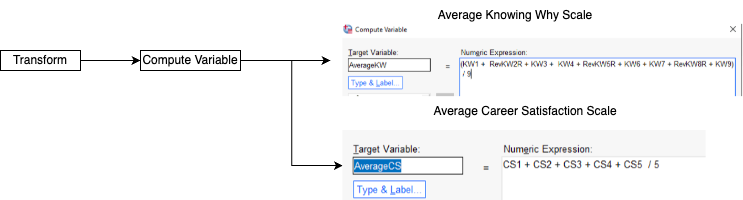 Average Knowing Why Scale
Compute Variable
Transform
Compute Variable
Target Variable:
Numeric Expression:
AverageKW
=
(KW1 + RevKW2R + KW3 + KW4 + RevKW5R + KW6 + KW7 + RevKW8R + KW9)
/ 9
Type & Label...
Average Career Satisfaction Scale
Target Variable:
Numeric Expression:
AverageCS
=
CS1 + CS2 + CS3 + CS4 + CS5 / 5
Type & Label...